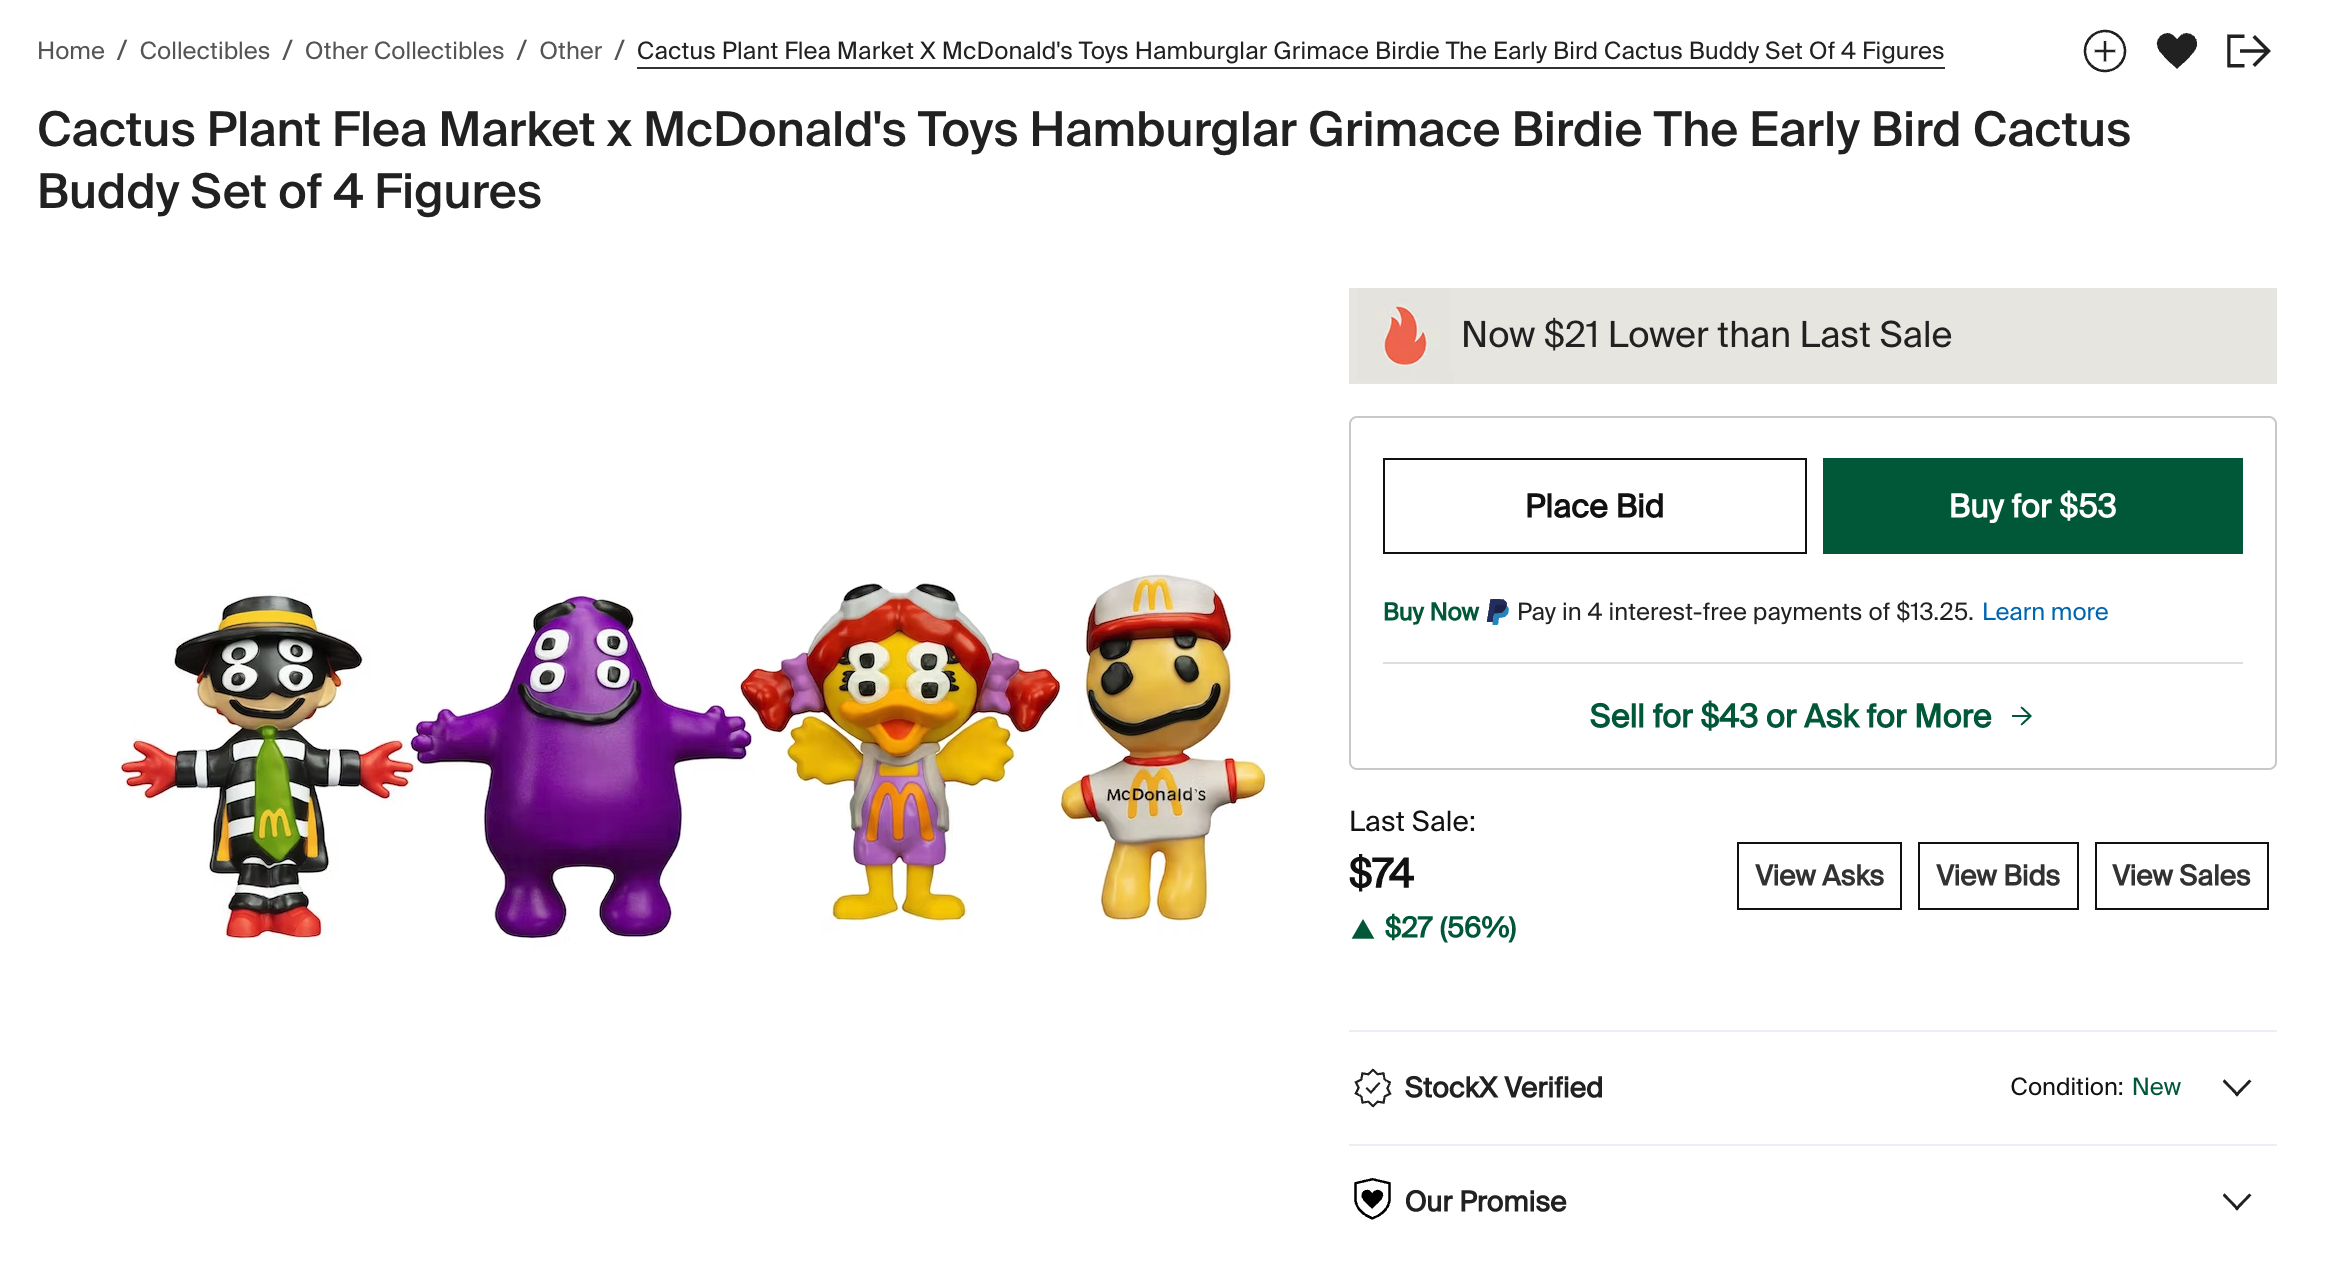 Home / Collectibles / Other Collectibles / Other / Cactus Plant Flea Market X McDonald's Toys Hamburglar Grimace Birdie The Early Bird Cactus Buddy Set Of 4 Figures
Cactus Plant Flea Market x McDonald's Toys Hamburglar Grimace Birdie The Early Bird Cactus
Buddy Set of 4 Figures
Now $21 Lower than Last Sale
Place Bid
Buy for $53
Buy Now Pay in 4 interest-free payments of $13.25. Learn more
Sell for $43 or Ask for More
McDonald's
Last Sale:
$74
▲ $27 (56%)
View Asks
View Bids
View Sales
StockX Verified
Condition: New
Our Promise